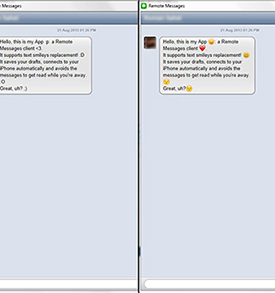 Messages
21 Aug 2010 01:26 PM
Hello, this is my App :p a Remote
Messages client <3.
It supports text smileys replacement! :D
It saves your drafts, connects to your
iPhone automatically and avoids the
messages to get read while you're away.
:O
Great, uh? ;)
Remote Messages
21 Aug 2010 01:26 PM
Hello, this is my App 😛 a Remote
Messages client ❤️.
It supports text smileys replacement! 😄
It saves your drafts, connects to your
iPhone automatically and avoids the
messages to get read while you're away.
😮
Great, uh? 😉